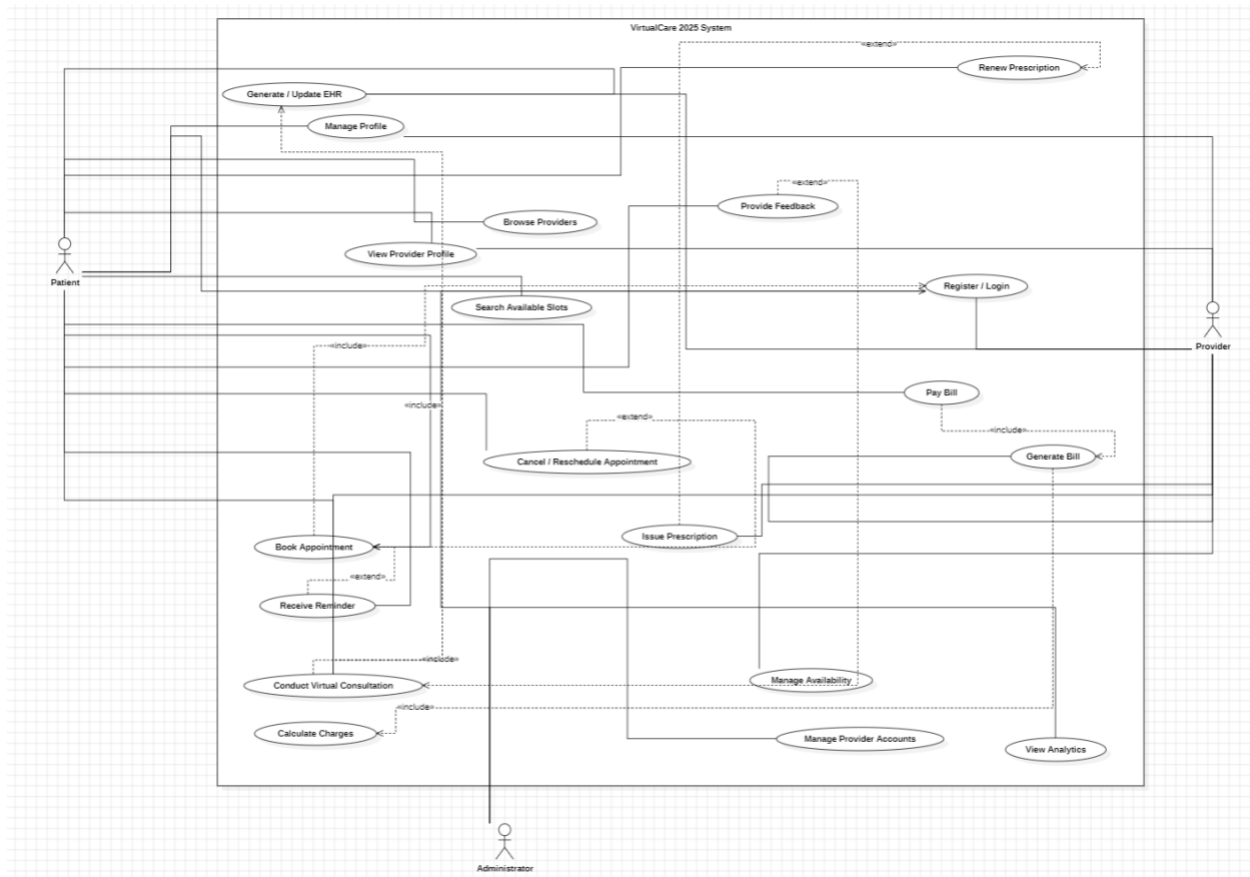 VirtualCare 2025 System
«extend»
Renew Prescription
Generate / Update EHR
Manage Profile
«extend»
Provide Feedback
Browse Providers
View Provider Profile
Patient
Register / Login
Search Available Slots
Provider
«include»
Pay Bill
«include»
«extend»
«include»
Generate Bill
Cancel / Reschedule Appointment
Issue Prescription
Book Appointment
«extend»
Receive Reminder
«include»
Conduct Virtual Consultation
Manage Availability
«include»
Calculate Charges
Manage Provider Accounts
View Analytics
Administrator